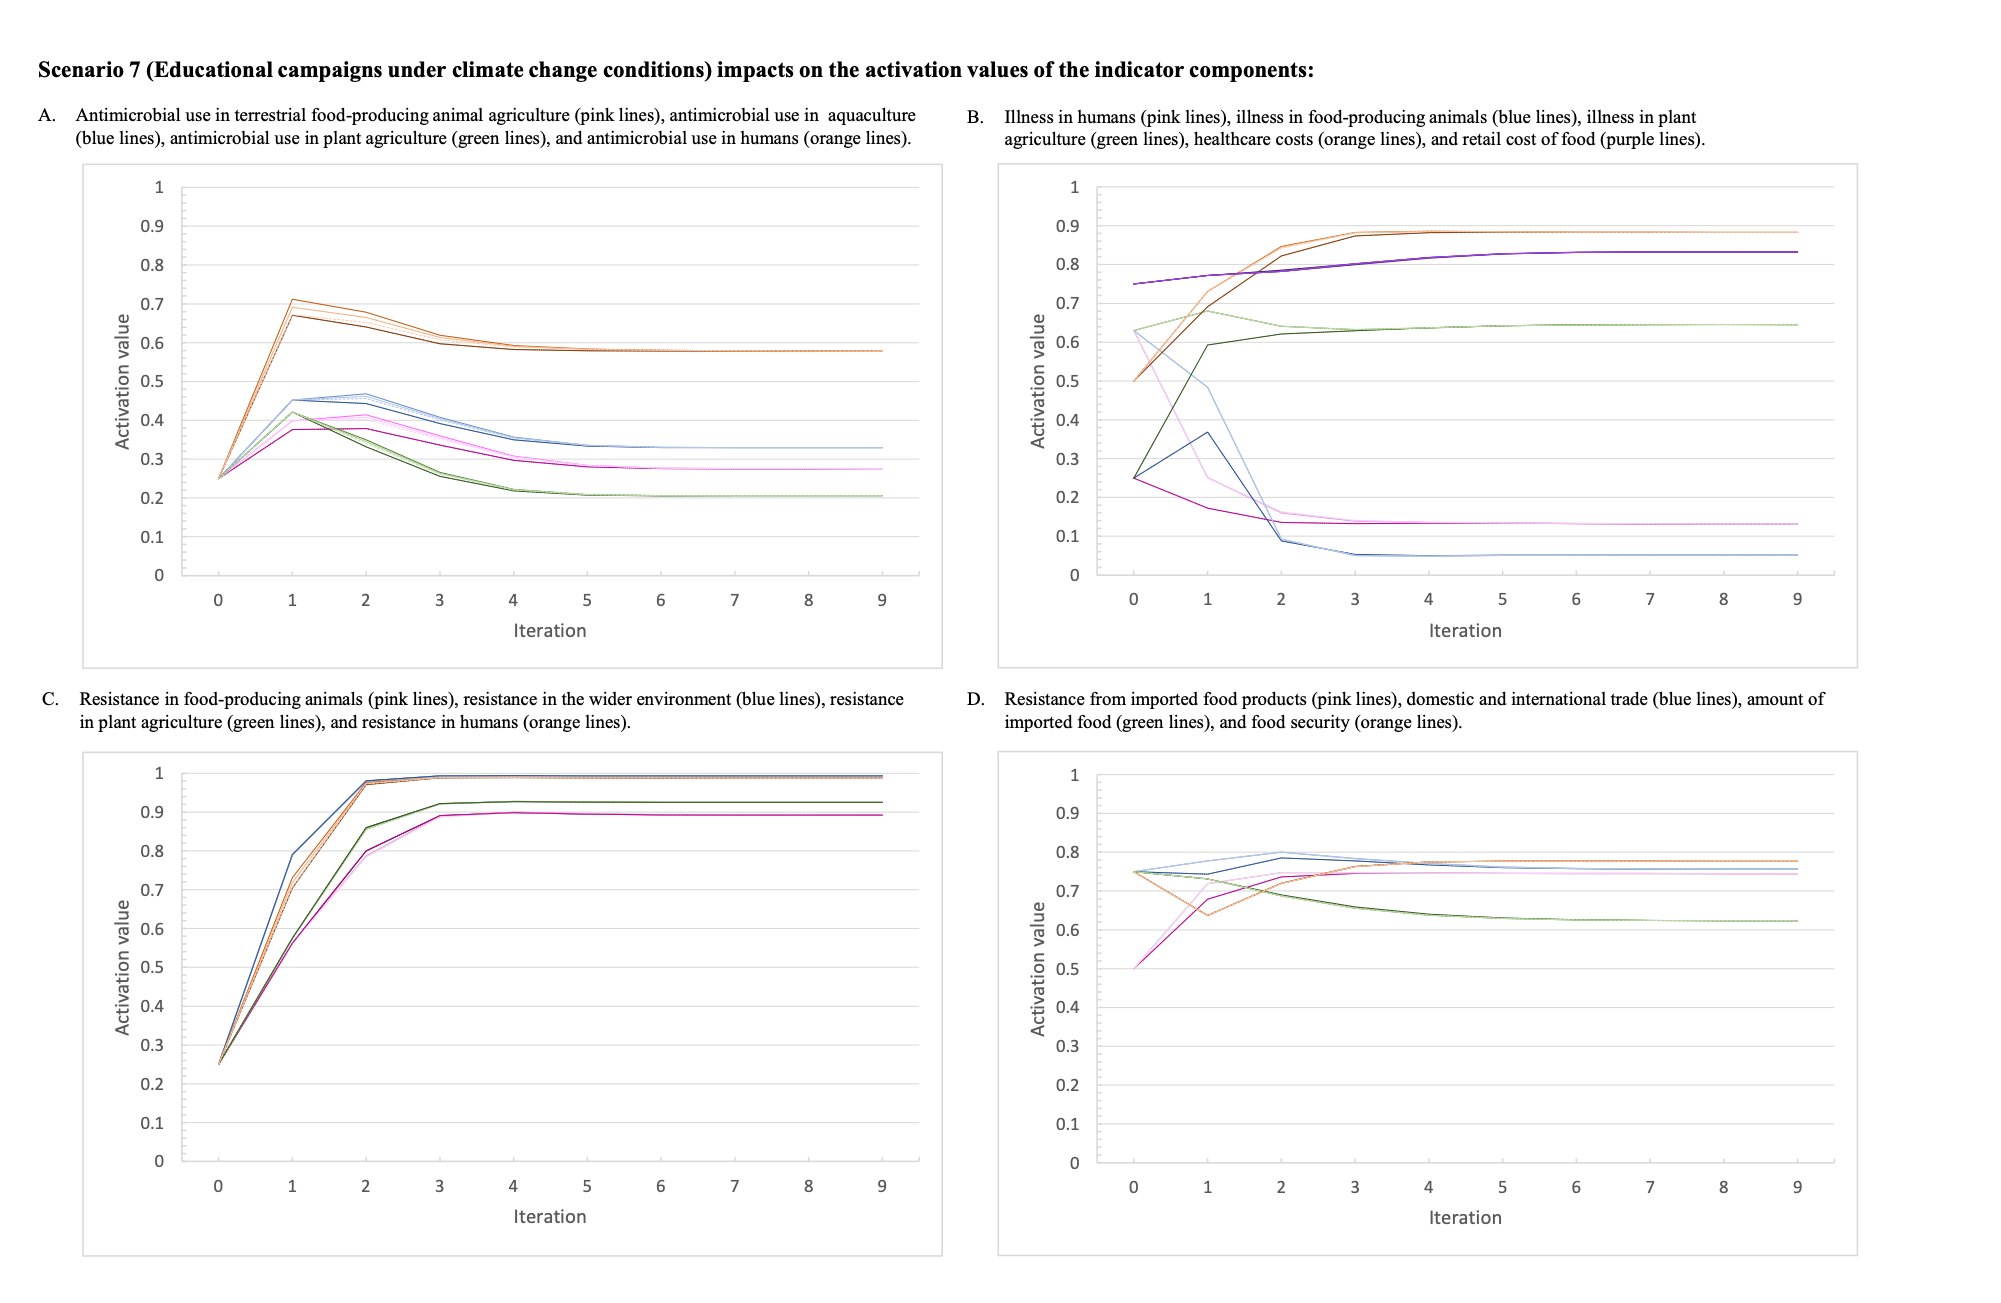 Scenario 7 (Educational campaigns under climate change conditions) impacts on the activation values of the indicator components:
A. Antimicrobial use in terrestrial food-producing animal agriculture (pink lines), antimicrobial use in aquaculture
(blue lines), antimicrobial use in plant agriculture (green lines), and antimicrobial use in humans (orange lines).
1
0.9
0.8
0.7
0.6
0.5
0.4
0.3
0.2
0.1
0
Activation value
0 1 2 3 4 5 6 7 8 9
Iteration
B. Illness in humans (pink lines), illness in food-producing animals (blue lines), illness in plant
agriculture (green lines), healthcare costs (orange lines), and retail cost of food (purple lines).
1
0.9
0.8
0.7
0.6
0.5
0.4
0.3
0.2
0.1
0
Activation value
0 1 2 3 4 5 6 7 8 9
Iteration
C. Resistance in food-producing animals (pink lines), resistance in the wider environment (blue lines), resistance
in plant agriculture (green lines), and resistance in humans (orange lines).
1
0.9
0.8
0.7
0.6
0.5
0.4
0.3
0.2
0.1
0
Activation value
0 1 2 3 4 5 6 7 8 9
Iteration
D. Resistance from imported food products (pink lines), domestic and international trade (blue lines), amount of
imported food (green lines), and food security (orange lines).
1
0.9
0.8
0.7
0.6
0.5
0.4
0.3
0.2
0.1
0
Activation value
0 1 2 3 4 5 6 7 8 9
Iteration